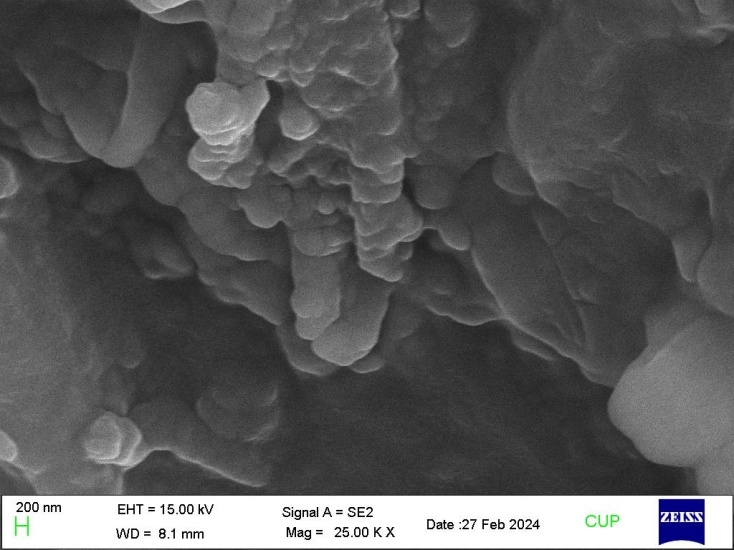 200 nm
H
EHT = 15.00 kV
WD = 8.1 mm
Signal A = SE2
Mag = 25.00 K X
Date :27 Feb 2024
CUP
ZEISS